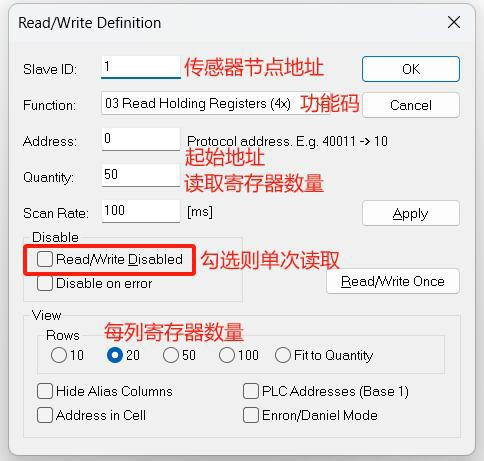 Read/Write Definition
Slave ID: 1 传感器节点地址 OK
Function: 03 Read Holding Registers (4x) 功能码 Cancel
Address: 0 Protocol address. E.g. 40011 -> 10
起始地址
Quantity: 50 读取寄存器数量
Scan Rate: 100 [ms] Apply
Disable
Read/Write Disabled 勾选则单次读取
Disable on error Read/Write Once
View
Rows 每列寄存器数量
10 20 50 100 Fit to Quantity
Hide Alias Columns PLC Addresses (Base 1)
Address in Cell Enron/Daniel Mode